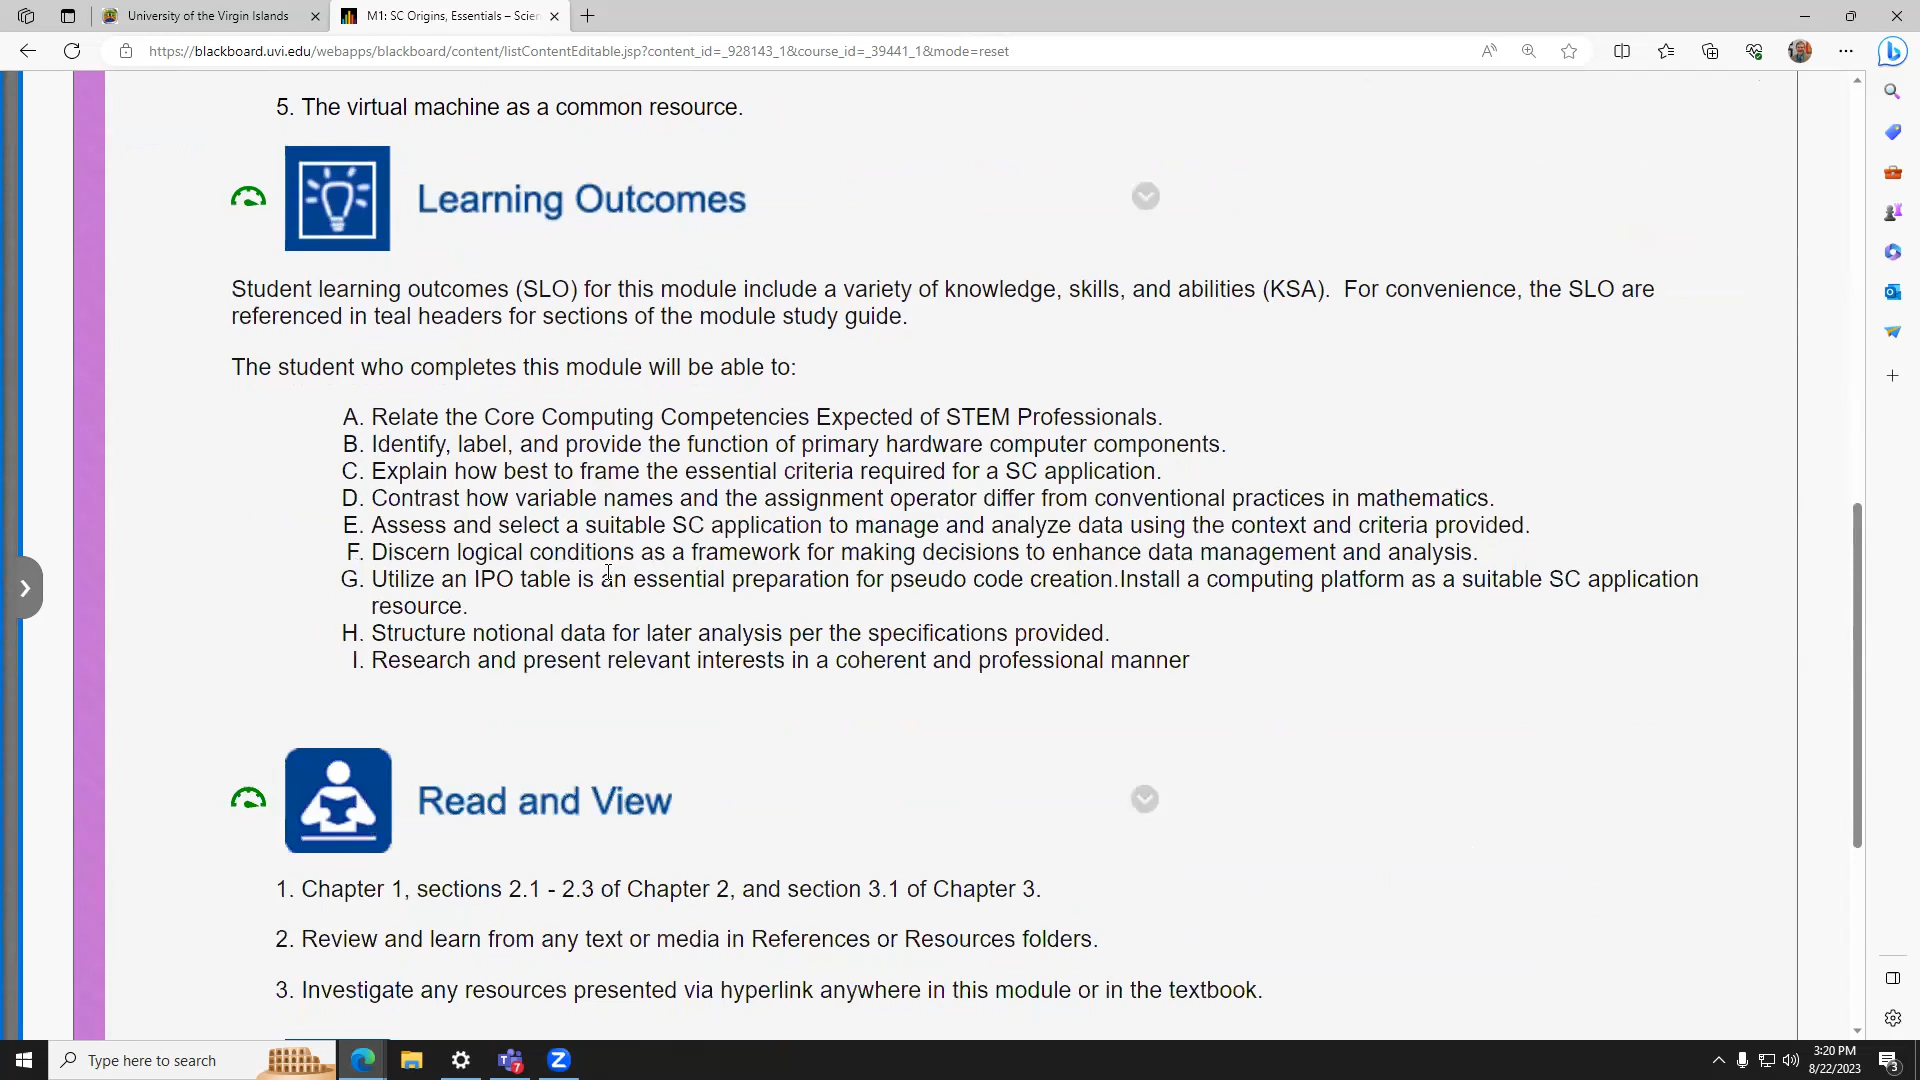 University of the Virgin Islands
M1: SC Origins, Essentials – Scien
https://blackboard.uvi.edu/webapps/blackboard/content/listContentEditable.jsp?content_id=_928143_1&course_id=_39441_1&mode=reset
5. The virtual machine as a common resource.
Learning Outcomes
Student learning outcomes (SLO) for this module include a variety of knowledge, skills, and abilities (KSA).  For convenience, the SLO are
referenced in teal headers for sections of the module study guide.
The student who completes this module will be able to:
A. Relate the Core Computing Competencies Expected of STEM Professionals.
B. Identify, label, and provide the function of primary hardware computer components.
C. Explain how best to frame the essential criteria required for a SC application.
D. Contrast how variable names and the assignment operator differ from conventional practices in mathematics.
E. Assess and select a suitable SC application to manage and analyze data using the context and criteria provided.
F. Discern logical conditions as a framework for making decisions to enhance data management and analysis.
G. Utilize an IPO table is an essential preparation for pseudo code creation.Install a computing platform as a suitable SC application
resource.
H. Structure notional data for later analysis per the specifications provided.
I. Research and present relevant interests in a coherent and professional manner
Read and View
1. Chapter 1, sections 2.1 - 2.3 of Chapter 2, and section 3.1 of Chapter 3.
2. Review and learn from any text or media in References or Resources folders.
3. Investigate any resources presented via hyperlink anywhere in this module or in the textbook.
Type here to search
7
3:20 PM
8/22/2023
3